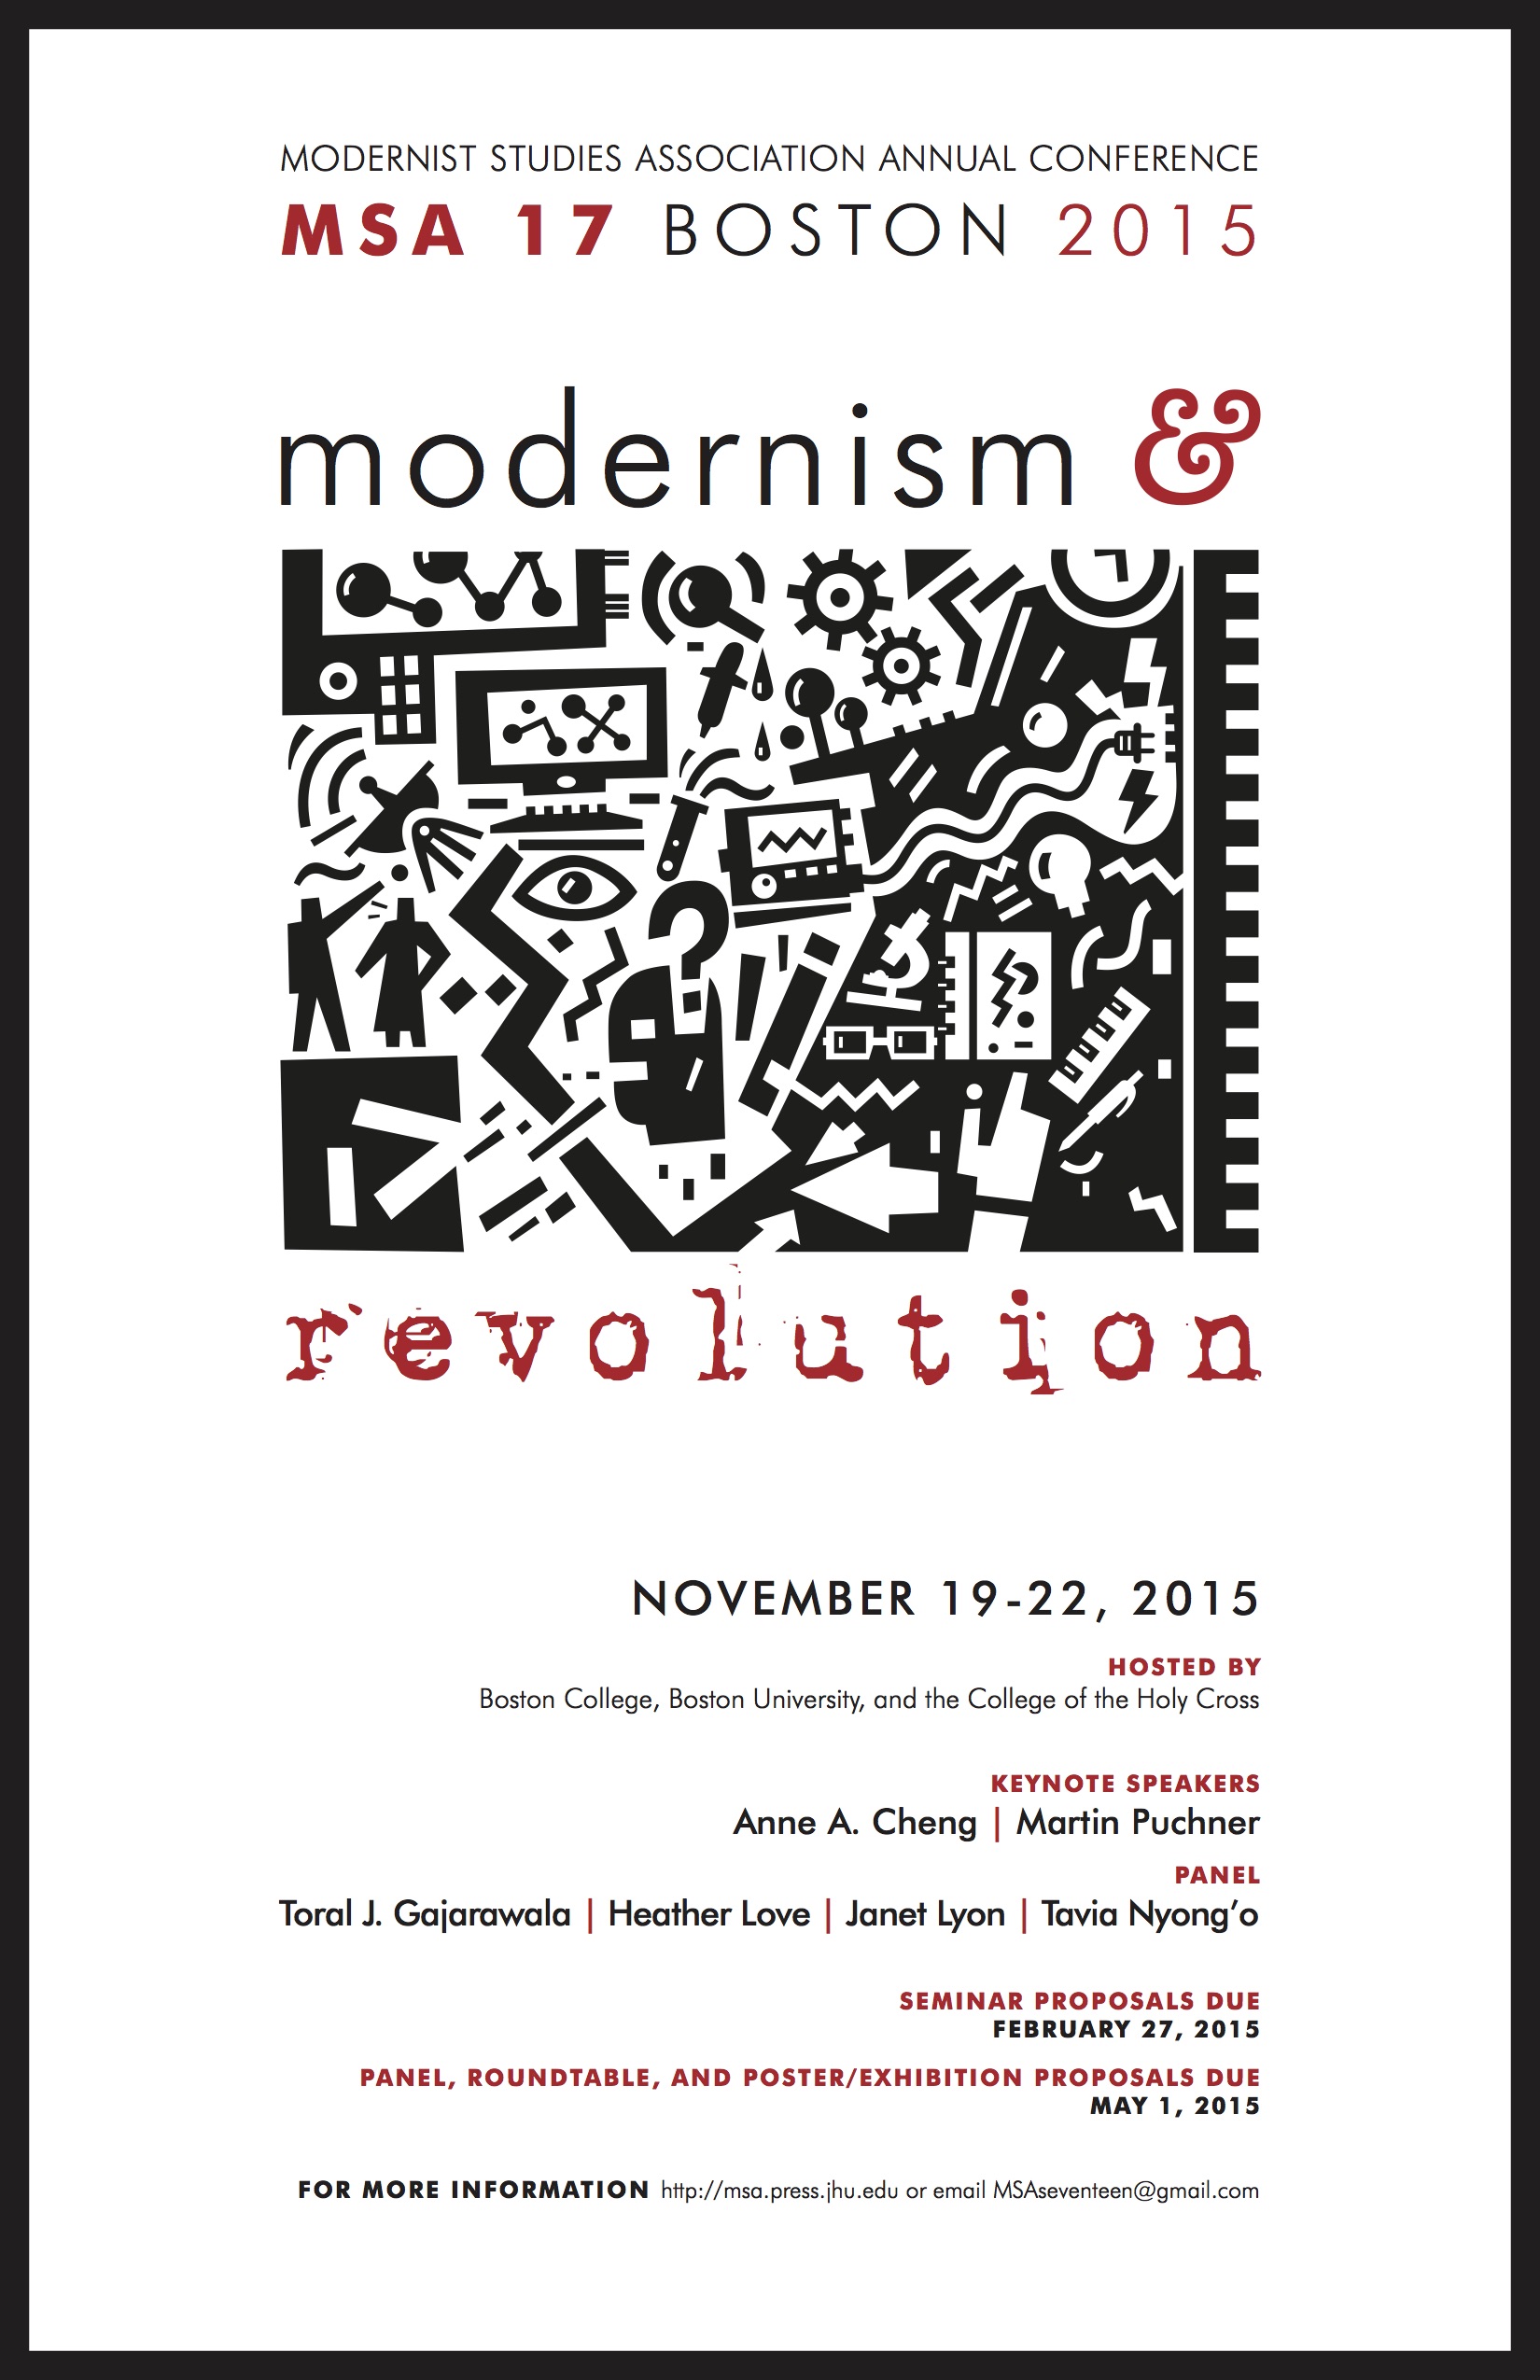 MODERNIST STUDIES ASSOCIATION ANNUAL CONFERENCE
MSA 17 BOSTON 2015
modernism &
revolution
NOVEMBER 19-22, 2015
HOSTED BY
Boston College, Boston University, and the College of the Holy Cross
KEYNOTE SPEAKERS
Anne A. Cheng | Martin Puchner
PANEL
Toral J. Gajarawala | Heather Love | Janet Lyon | Tavia Nyong’o
SEMINAR PROPOSALS DUE
FEBRUARY 27, 2015
PANEL, ROUNDTABLE, AND POSTER/EXHIBITION PROPOSALS DUE
MAY 1, 2015
FOR MORE INFORMATION http://msa.press.jhu.edu or email MSAseventeen@gmail.com